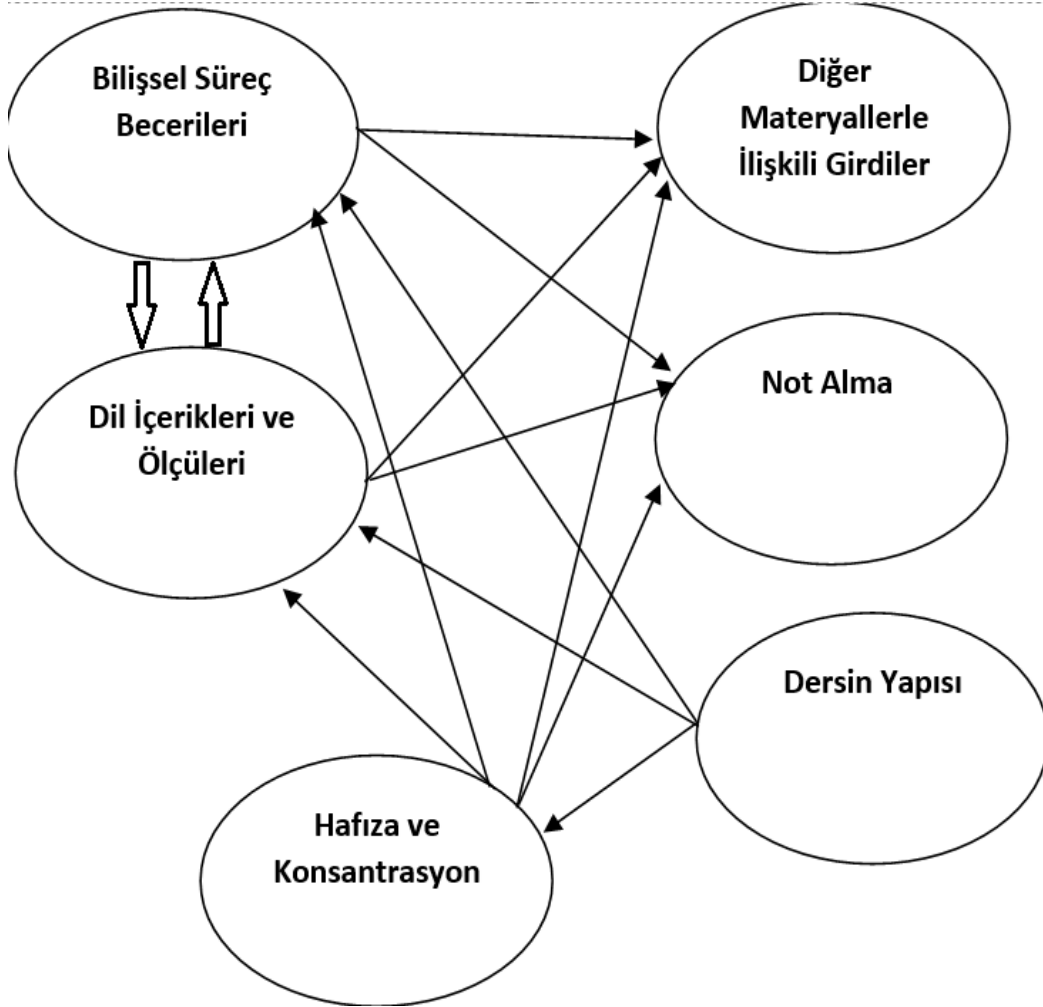 Bilişsel Süreç
Becerileri
Diğer
Materyallerle
İlişkili Girdiler
Dil İçerikleri ve
Ölçüleri
Not Alma
Dersin Yapısı
Hafıza ve
Konsantrasyon